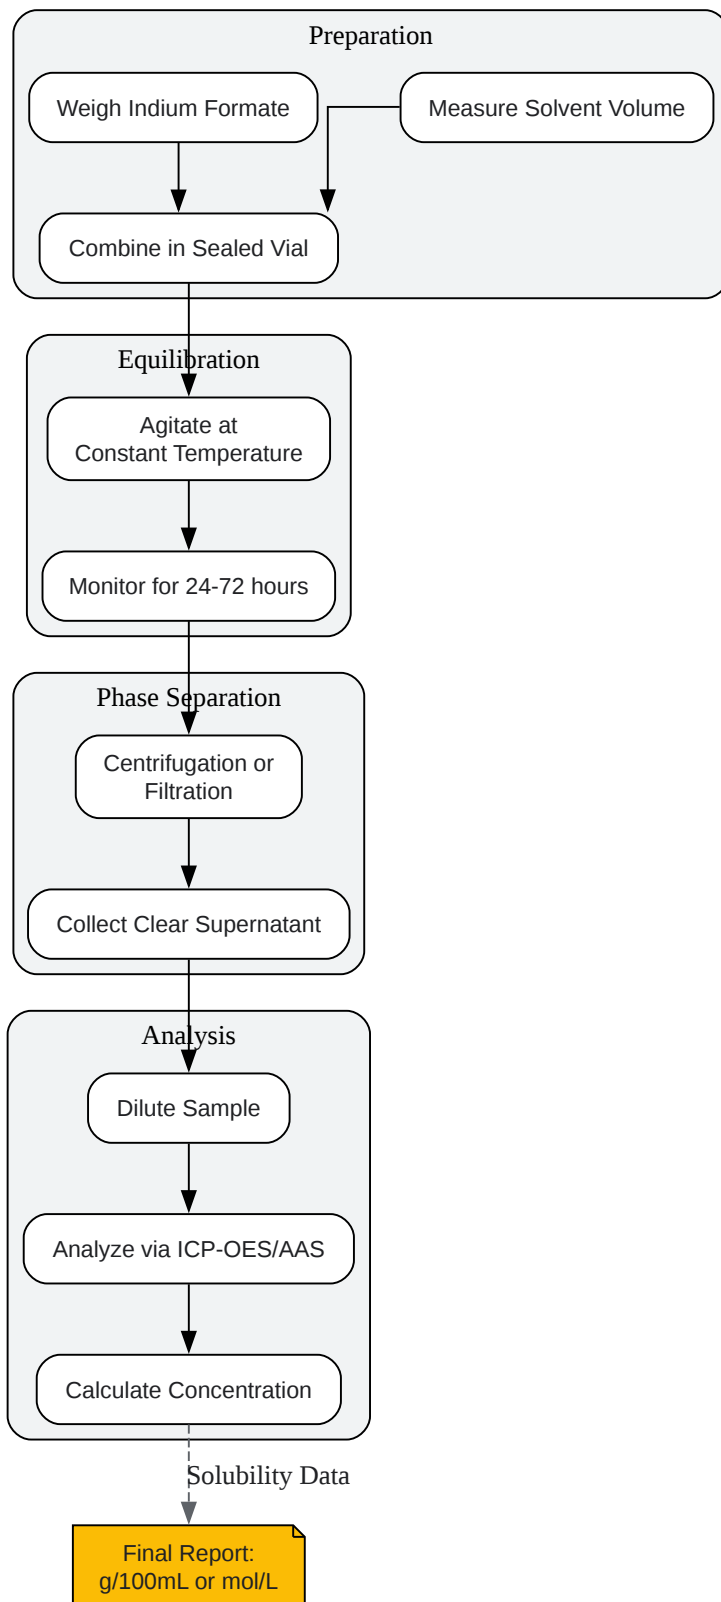 Preparation
Weigh Indium Formate
Measure Solvent Volume
Combine in Sealed Vial
Equilibration
Agitate at
Constant Temperature
Monitor for 24-72 hours
Phase Separation
Centrifugation or
Filtration
Collect Clear Supernatant
Analysis
Dilute Sample
Analyze via ICP-OES/AAS
Calculate Concentration
Solubility Data
Final Report:
g/100mL or mol/L